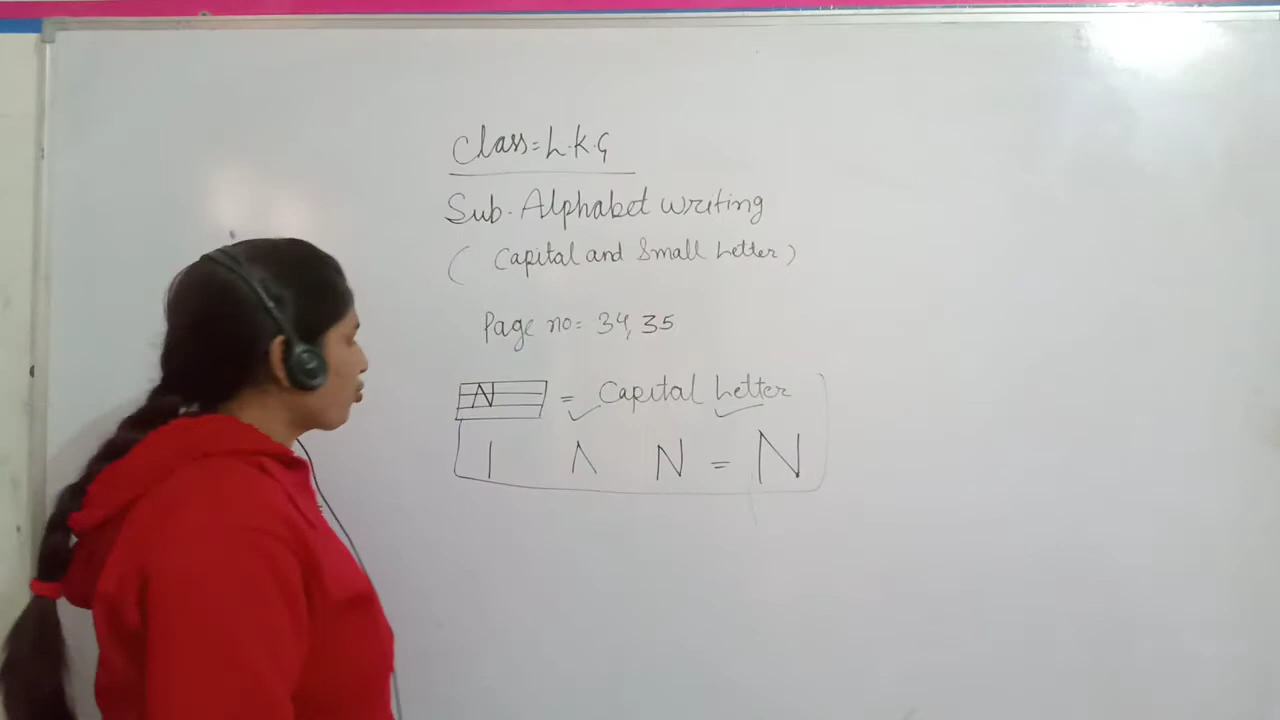 Class = L.K.G
Sub. Alphabet writing
( Capital and Small Letter )
Page no = 34, 35
N = Capital Letter
I Λ N = N